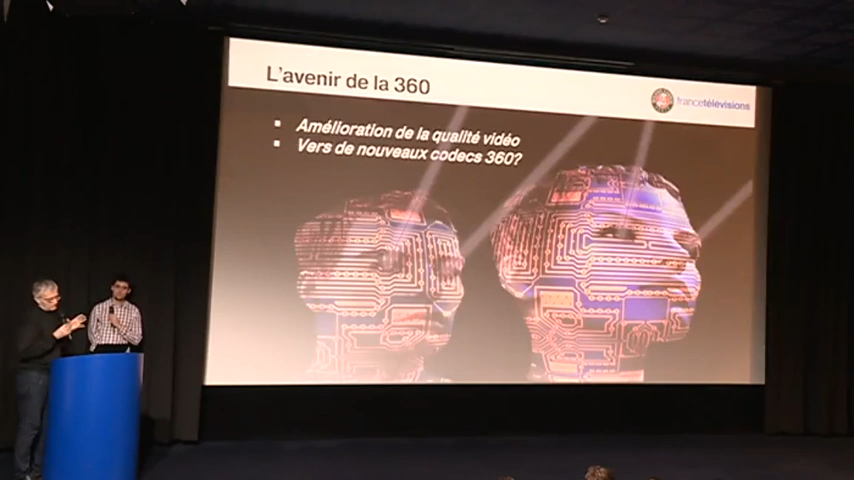 L'avenir de la 360
francetélévisions
▪ Amélioration de la qualité vidéo
▪ Vers de nouveaux codecs 360?